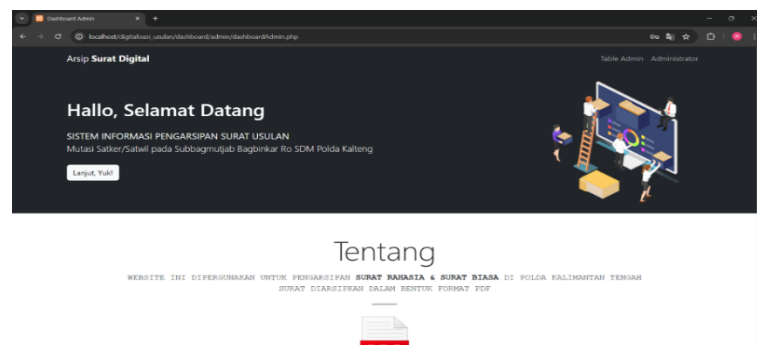 Dashboard Admin
localhost/digitalisasi_usulan/dashboard/admin/dashboardAdmin.php
Arsip Surat Digital
Table Admin Administrator
Hallo, Selamat Datang
SISTEM INFORMASI PENGARSIPAN SURAT USULAN
Mutasi Satker/Satwil pada Subbagmutjab Bagbinkar Ro SDM Polda Kalteng
Lanjut, Yuk!
Tentang
WEBSITE INI DIPERGUNAKAN UNTUK PENGARSIPAN SURAT RAHASIA & SURAT BIASA DI POLDA KALIMANTAN TENGAH
SURAT DIARSIPKAN DALAM BENTUK FORMAT PDF